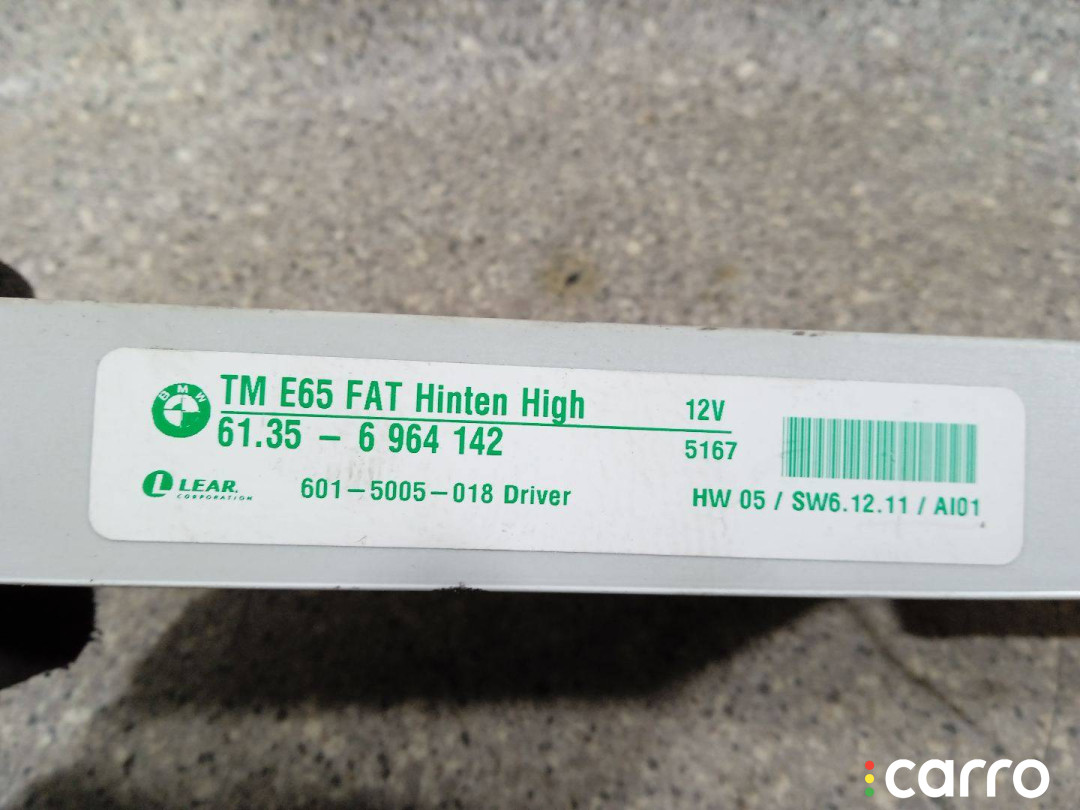 BMW
TM E65 FAT Hinten High 12V
61.35 - 6 964 142 5167
LEAR.
CORPORATION
601-5005-018 Driver
HW 05 / SW6.12.11 / AI01
carro